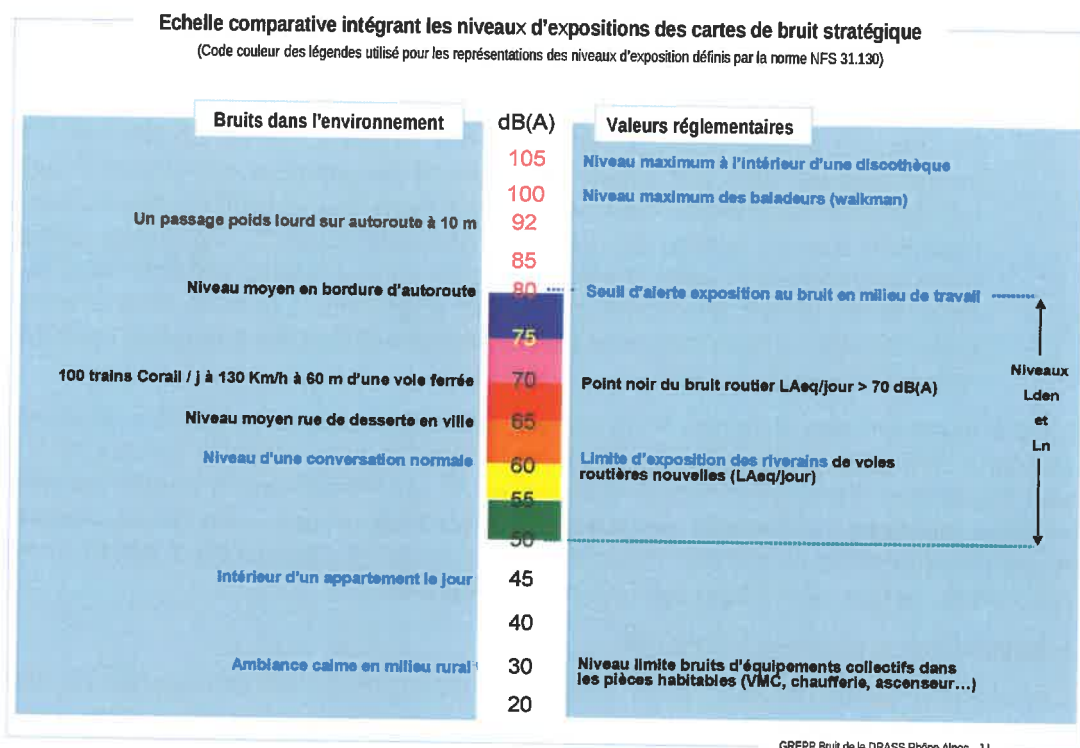 Echelle comparative intégrant les niveaux d'expositions des cartes de bruit stratégique
(Code couleur des légendes utilisé pour les représentations des niveaux d'exposition définis par la norme NFS 31.130)
Bruits dans l'environnement
dB(A)
Valeurs réglementaires
105
Niveau maximum à l'intérieur d'une discothèque
100
Niveau maximum des baladeurs (walkman)
Un passage poids lourd sur autoroute à 10 m
92
85
Niveau moyen en bordure d'autoroute
80
Seuil d'alerte exposition au bruit en milieu de travail
75
100 trains Corail / j à 130 Km/h à 60 m d'une voie ferrée
70
Point noir du bruit routier LAeq/jour > 70 dB(A)
Niveaux
Lden
et
Ln
Niveau moyen rue de desserte en ville
65
Niveau d'une conversation normale
60
Limite d'exposition des riverains de voies
routières nouvelles (LAeq/jour)
55
50
Intérieur d'un appartement le jour
45
40
Ambiance calme en milieu rural
30
Niveau limite bruits d'équipements collectifs dans
les pièces habitables (VMC, chaufferie, ascenseur...)
20
GREPP Bruit de la DRASS Rhône Alpes